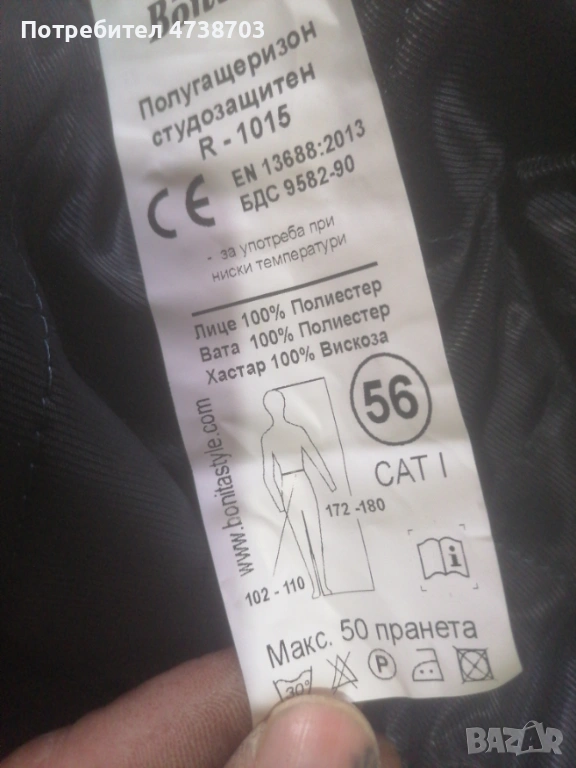 Потребител 4738703
Полугащеризон
студозащитен
R - 1015
CE EN 13688:2013
БДС 9582-90
- за употреба при
ниски температури
Лице 100% Полиестер
Вата 100% Полиестер
Хастар 100% Вискоза
www.bonitastyle.com
56
CAT I
172 -180
102 - 110
i
Макс. 50 пранета
30°
P
BAZAR